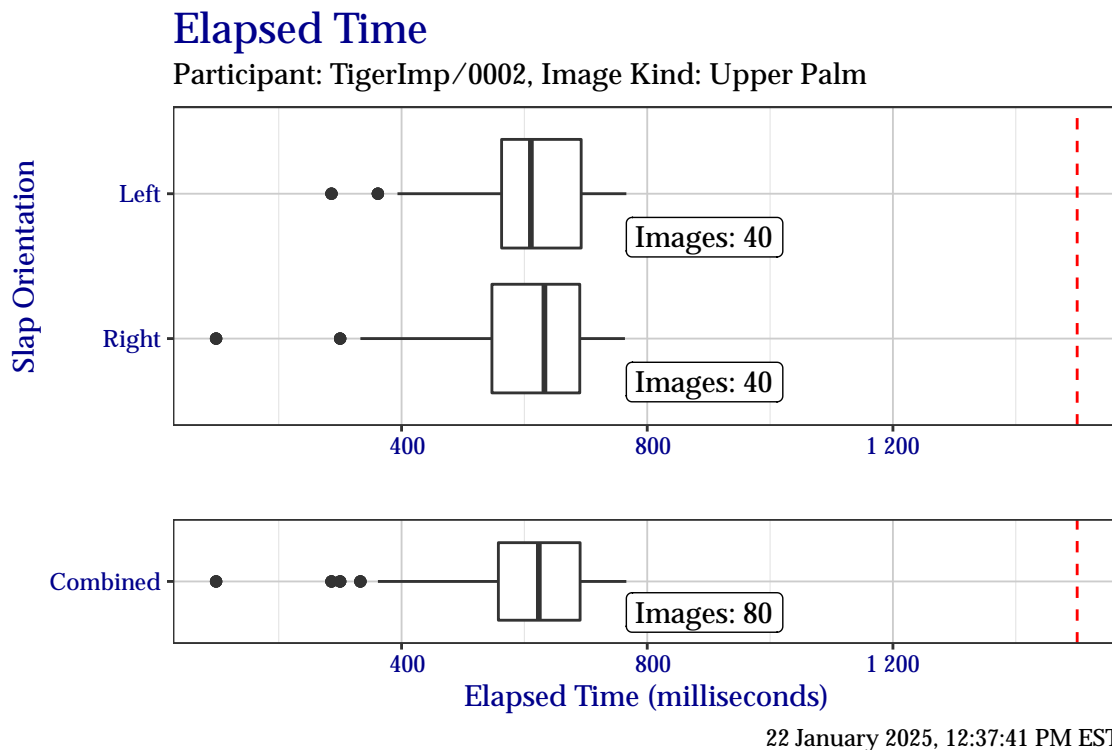 Elapsed Time
Participant: TigerImp/0002, Image Kind: Upper Palm
Slap Orientation
Left
Images: 40
Right
Images: 40
400 800 1 200
Combined
Images: 80
400 800 1 200
Elapsed Time (milliseconds)
22 January 2025, 12:37:41 PM EST